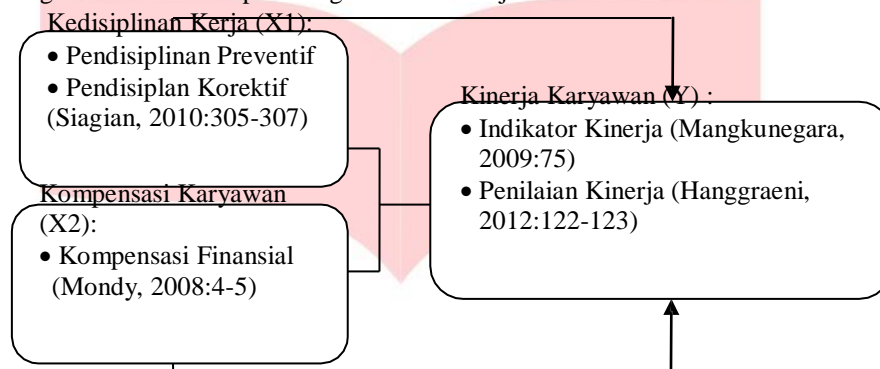 Kedisiplinan Kerja (X1):
• Pendisiplinan Preventif
• Pendisiplan Korektif
(Siagian, 2010:305-307)
Kompensasi Karyawan
(X2):
• Kompensasi Finansial
(Mondy, 2008:4-5)
Kinerja Karyawan (Y) :
• Indikator Kinerja (Mangkunegara,
2009:75)
• Penilaian Kinerja (Hanggraeni,
2012:122-123)